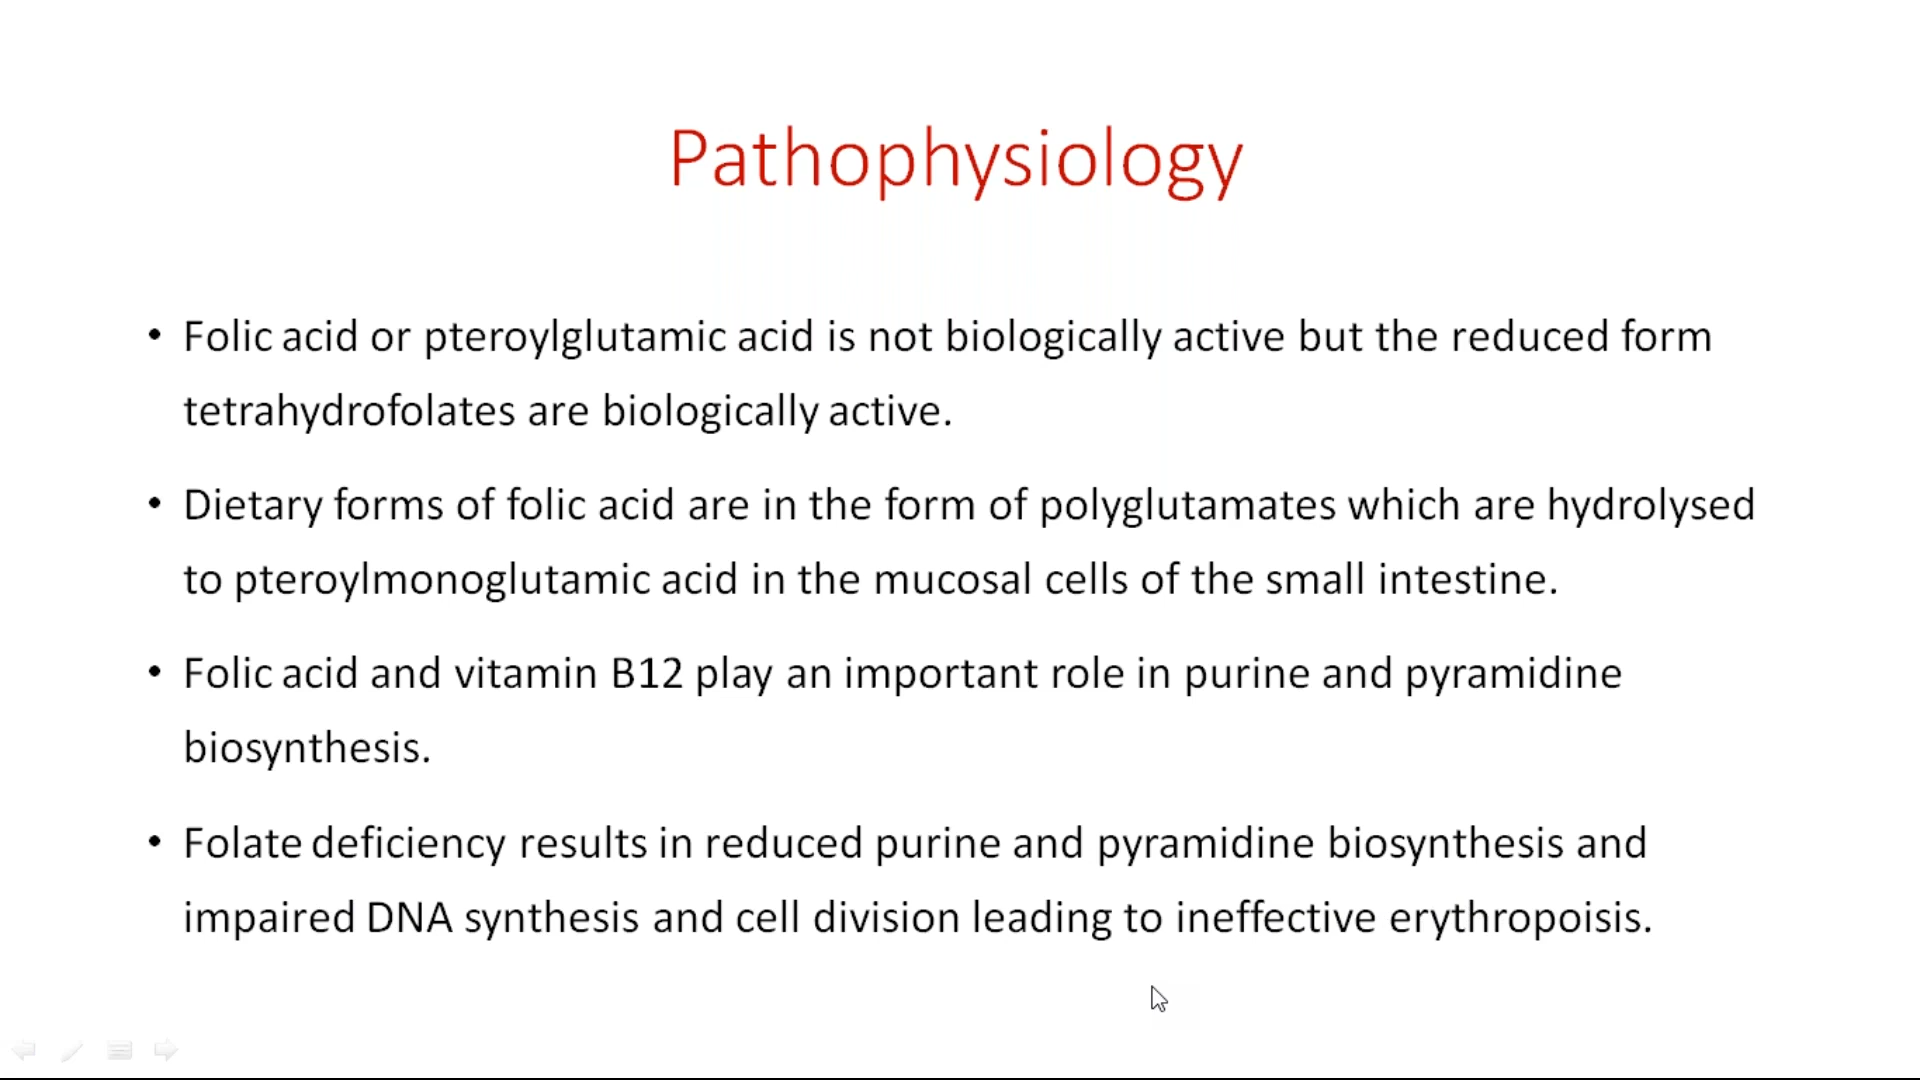 Pathophysiology
• Folic acid or pteroylglutamic acid is not biologically active but the reduced form
tetrahydrofolates are biologically active.
• Dietary forms of folic acid are in the form of polyglutamates which are hydrolysed
to pteroylmonoglutamic acid in the mucosal cells of the small intestine.
• Folic acid and vitamin B12 play an important role in purine and pyramidine
biosynthesis.
• Folate deficiency results in reduced purine and pyramidine biosynthesis and
impaired DNA synthesis and cell division leading to ineffective erythropoisis.